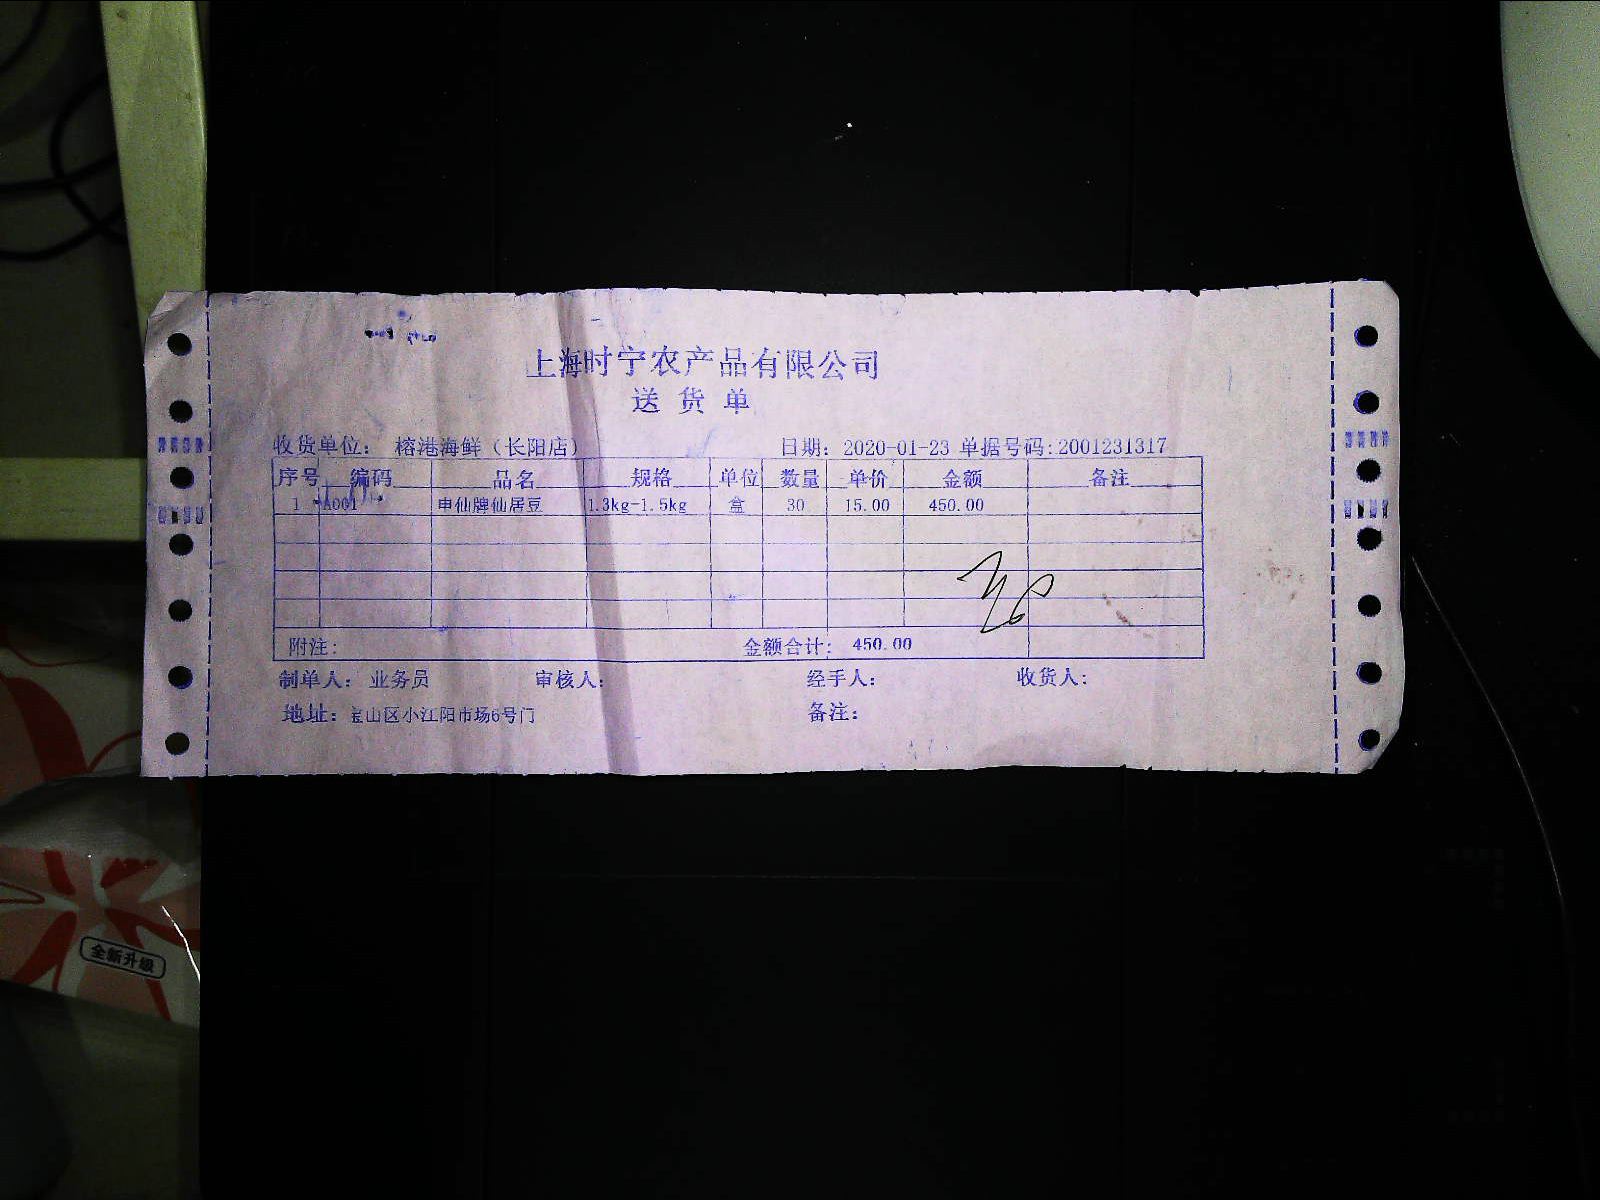 上海时宁农产品有限公司
送货单
收货单位： 榕港海鲜（长阳店） 日期：2020-01-23 单据号码:2001231317
序号 编码 品名 规格 单位 数量 单价 金额 备注
1 A001 申仙牌仙居豆 1.3kg-1.5kg 盒 30 15.00 450.00
附注: 金额合计: 450.00
制单人: 业务员 审核人: 经手人: 收货人:
地址: 宝山区小江阳市场6号门 备注:
全新升级